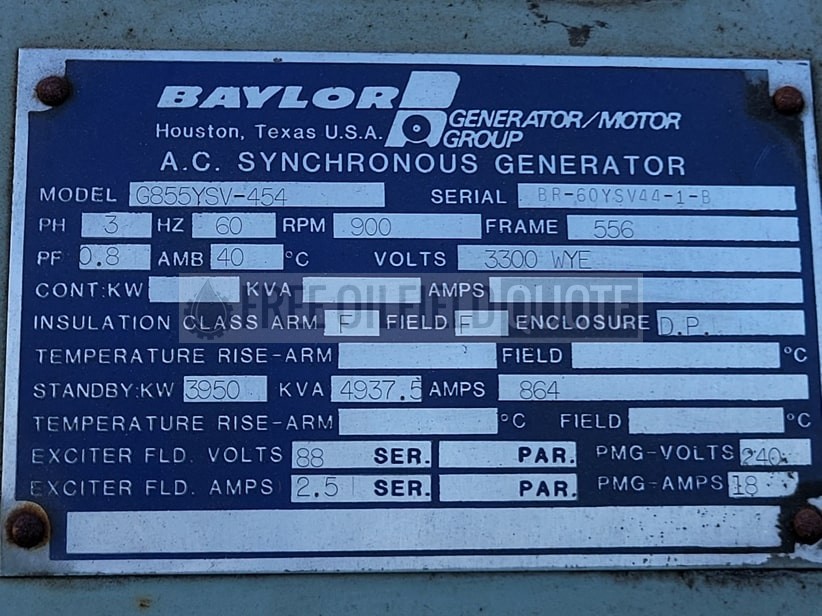 BAYLOR
GENERATOR/MOTOR
Houston, Texas U.S.A. GROUP
A.C. SYNCHRONOUS GENERATOR
MODEL G855YSV-454 SERIAL BR-60YSV44-1-B
PH 3 HZ 60 RPM 900 FRAME 556
PF 0.8 AMB 40 °C VOLTS 3300 WYE
CONT:KW KVA AMPS
FREE OILFIELD QUOTE
INSULATION CLASS ARM. F FIELD F ENCLOSURE D.P.
TEMPERATURE RISE-ARM FIELD °C
STANDBY:KW 3950 KVA 4937.5 AMPS 864
TEMPERATURE RISE-ARM °C FIELD °C
EXCITER FLD. VOLTS 88 SER. PAR. PMG-VOLTS 240
EXCITER FLD. AMPS 2.5 SER. PAR. PMG-AMPS 18